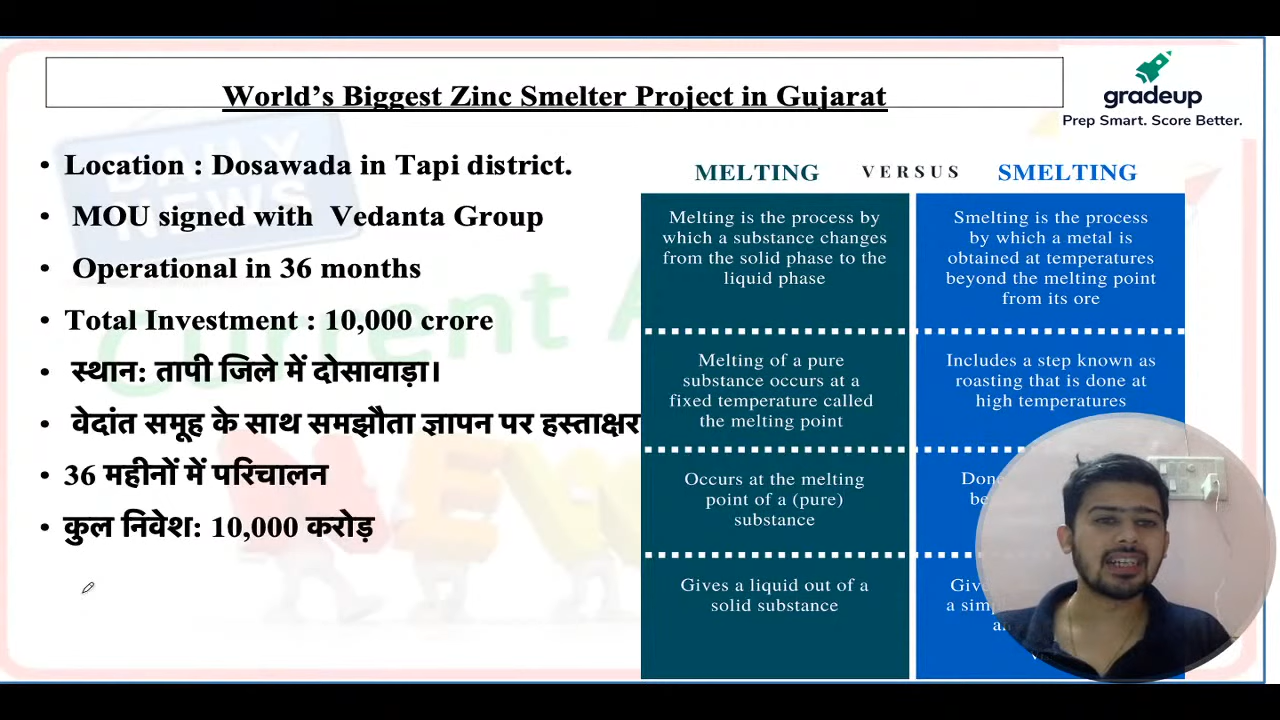 World's Biggest Zinc Smelter Project in Gujarat
gradeup
Prep Smart. Score Better.
• Location : Dosawada in Tapi district.
• MOU signed with Vedanta Group
• Operational in 36 months
• Total Investment : 10,000 crore
• स्थान: तापी जिले में दोसावाड़ा।
• वेदांत समूह के साथ समझौता ज्ञापन पर हस्ताक्षर
• 36 महीनों में परिचालन
• कुल निवेश: 10,000 करोड़
MELTING VERSUS SMELTING
Melting is the process by
which a substance changes
from the solid phase to the
liquid phase
Smelting is the process
by which a metal is
obtained at temperatures
beyond the melting point
from its ore
Melting of a pure
substance occurs at a
fixed temperature called
the melting point
Includes a step known as
roasting that is done at
high temperatures
Occurs at the melting
point of a (pure)
substance
Gives a liquid out of a
solid substance
DAILY
NEWS
Current A
NEW